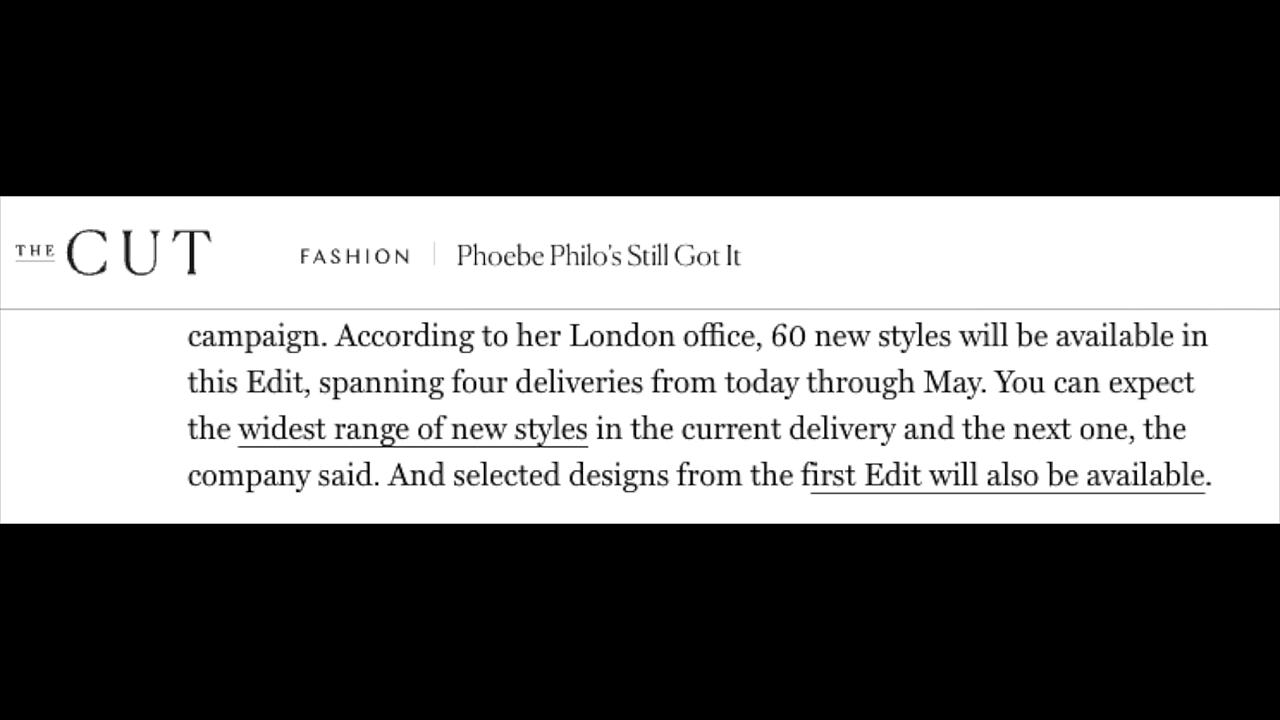 THE CUT FASHION Phoebe Philo's Still Got It
campaign. According to her London office, 60 new styles will be available in
this Edit, spanning four deliveries from today through May. You can expect
the widest range of new styles in the current delivery and the next one, the
company said. And selected designs from the first Edit will also be available.